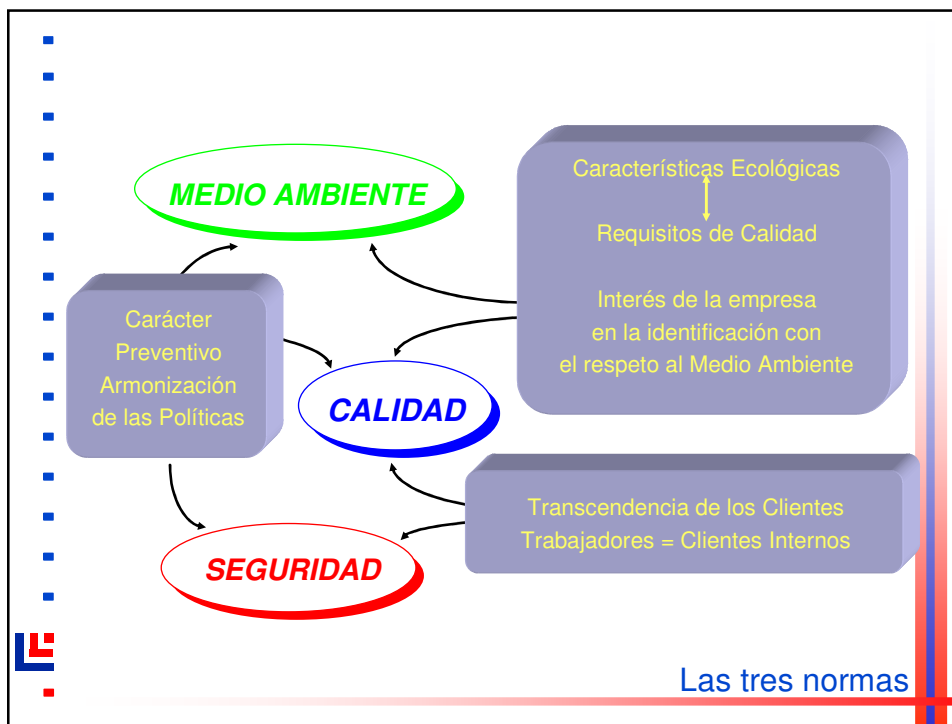 MEDIO AMBIENTE
Características Ecológicas
Requisitos de Calidad
Interés de la empresa
en la identificación con
el respeto al Medio Ambiente
Carácter
Preventivo
Armonización
de las Políticas
CALIDAD
Transcendencia de los Clientes
Trabajadores = Clientes Internos
SEGURIDAD
Las tres normas